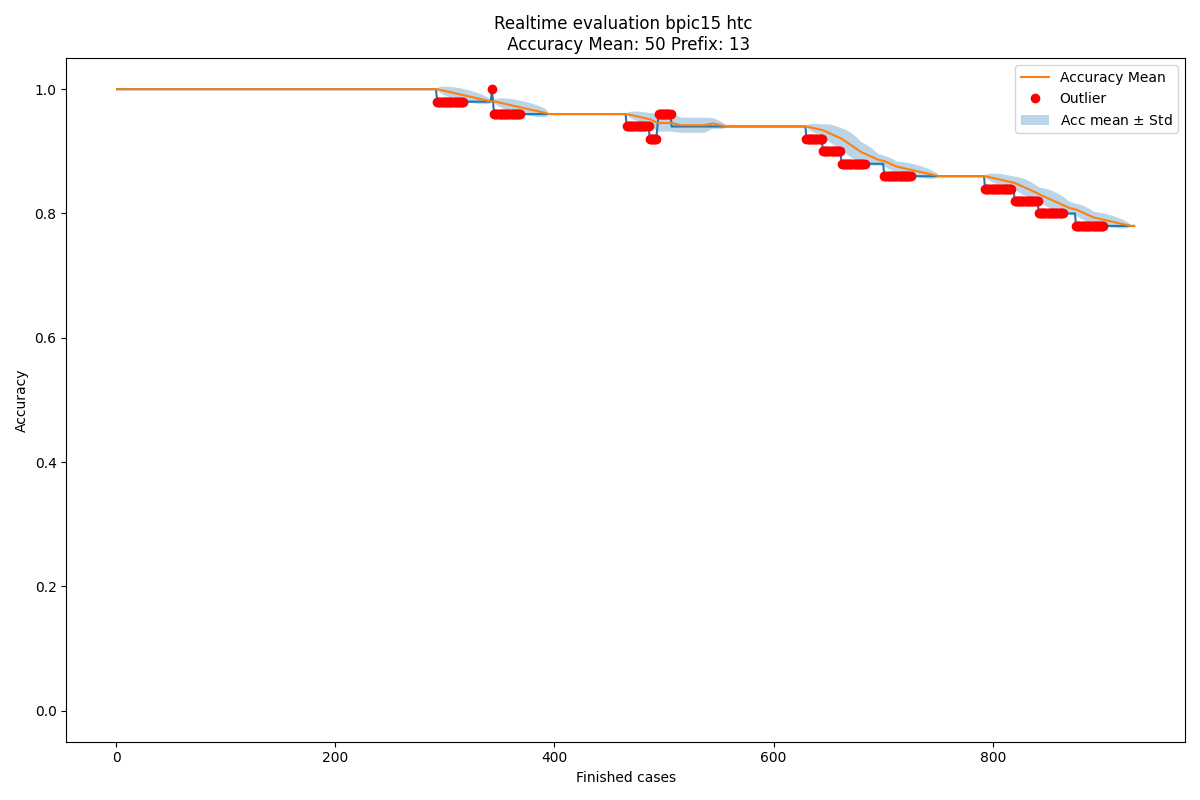 Realtime evaluation bpic15 htc
Accuracy Mean: 50 Prefix: 13
Accuracy Mean
Outlier
Acc mean ± Std
1.0
0.8
0.6
0.4
0.2
0.0
Accuracy
0 200 400 600 800
Finished cases